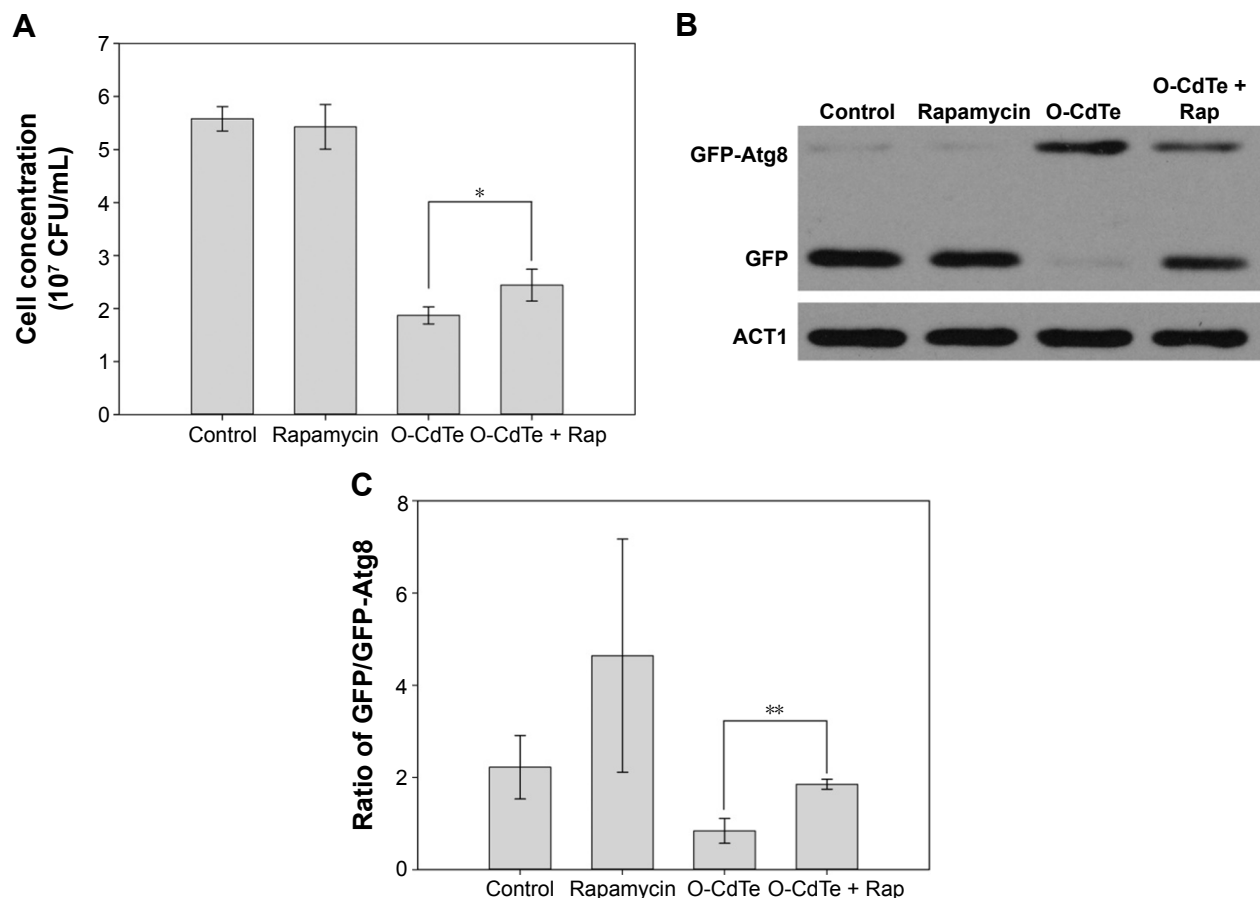 A
Cell concentration
(10⁷ CFU/mL)
7
6
5
4
3
2
1
0
*
Control Rapamycin O-CdTe O-CdTe + Rap
B
Control Rapamycin O-CdTe O-CdTe +
Rap
GFP-Atg8
GFP
ACT1
C
Ratio of GFP/GFP-Atg8
8
6
4
2
0
**
Control Rapamycin O-CdTe O-CdTe + Rap